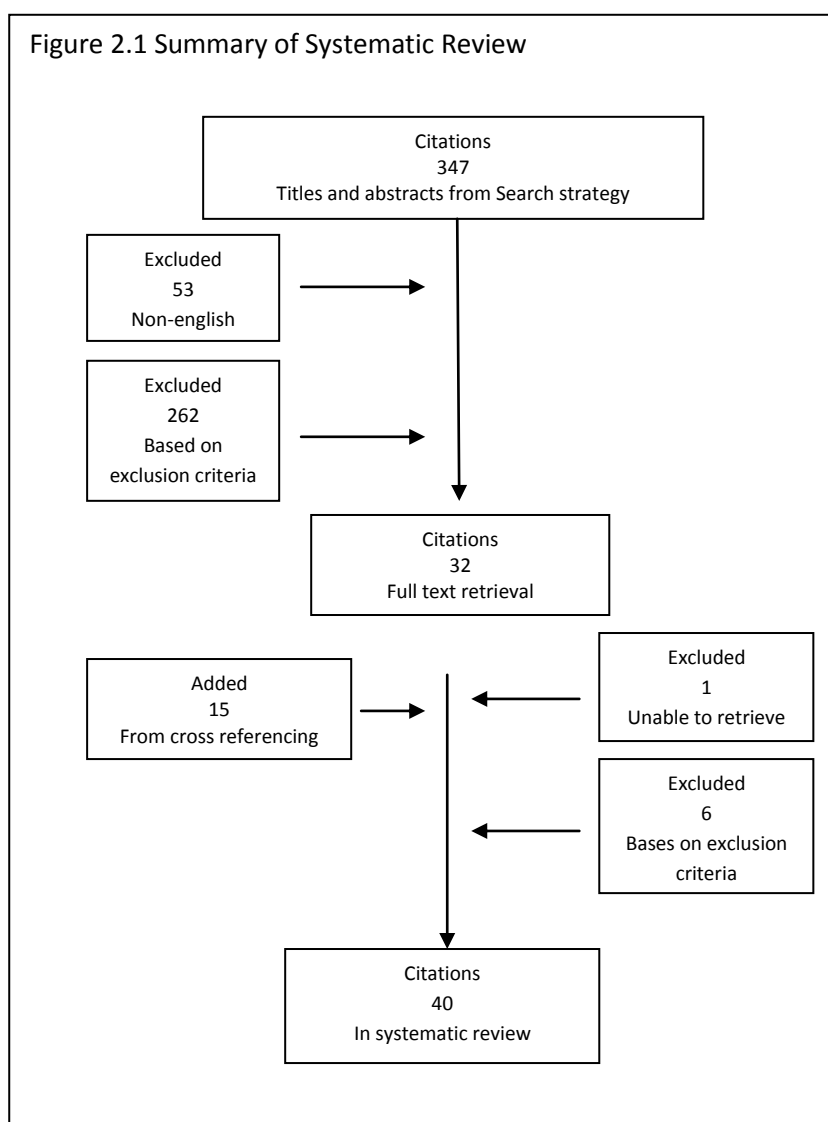 Figure 2.1 Summary of Systematic Review
Citations
347
Titles and abstracts from Search strategy
Excluded
53
Non-english
Excluded
262
Based on
exclusion criteria
Citations
32
Full text retrieval
Added
15
From cross referencing
Excluded
1
Unable to retrieve
Excluded
6
Bases on exclusion
criteria
Citations
40
In systematic review